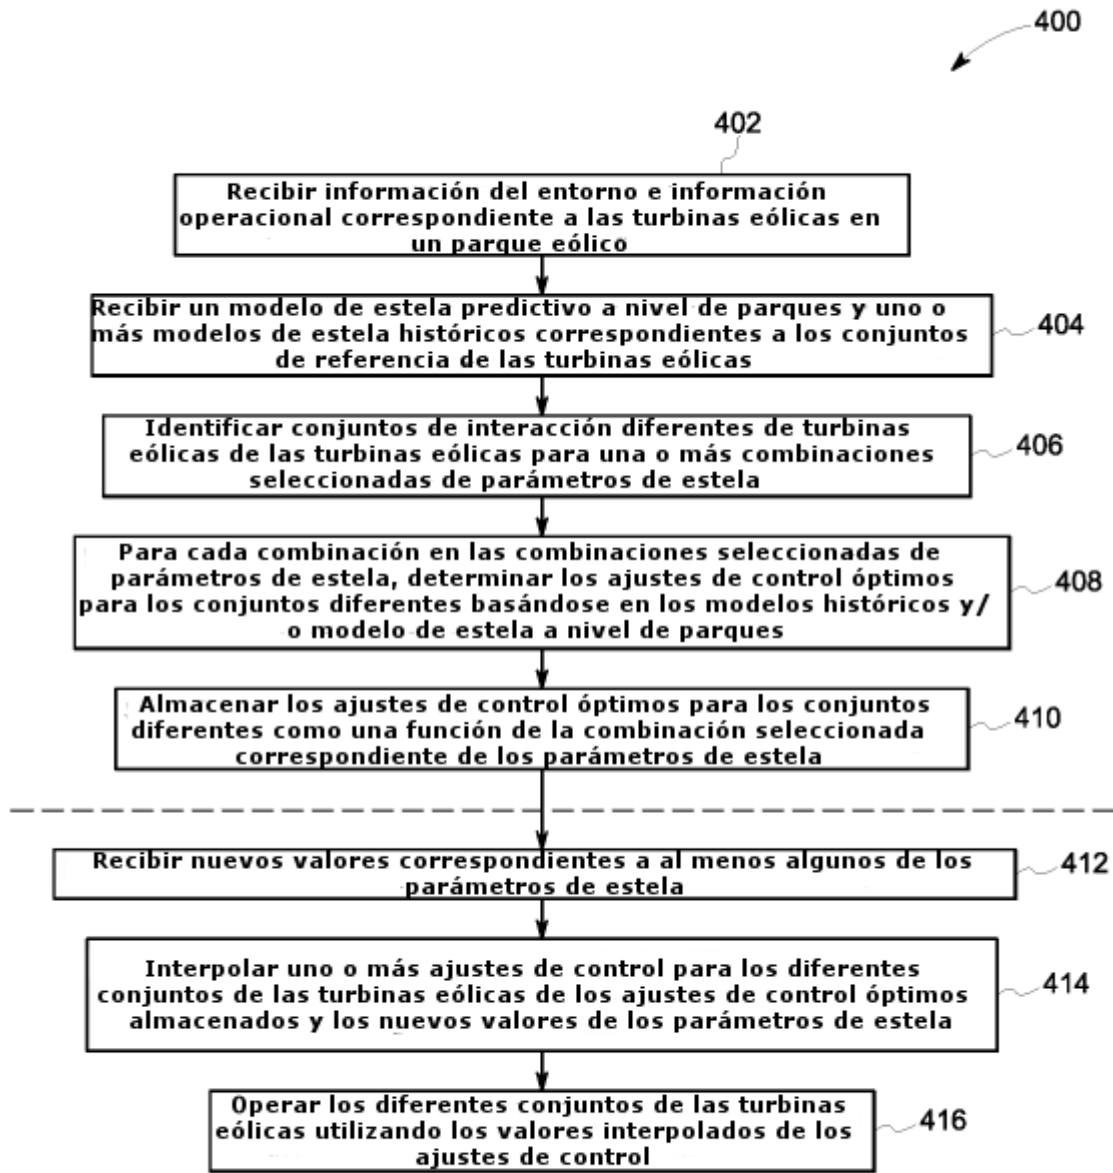 400
402
Recibir información del entorno e información
operacional correspondiente a las turbinas eólicas en
un parque eólico
Recibir un modelo de estela predictivo a nivel de parques y uno o
más modelos de estela históricos correspondientes a los conjuntos
de referencia de las turbinas eólicas
404
Identificar conjuntos de interacción diferentes de turbinas
eólicas de las turbinas eólicas para una o más combinaciones
seleccionadas de parámetros de estela
406
Para cada combinación en las combinaciones seleccionadas de
parámetros de estela, determinar los ajustes de control óptimos
para los conjuntos diferentes basándose en los modelos históricos y/
o modelo de estela a nivel de parques
408
Almacenar los ajustes de control óptimos para los conjuntos
diferentes como una función de la combinación seleccionada
correspondiente de los parámetros de estela
410
Recibir nuevos valores correspondientes a al menos algunos de los
parámetros de estela
412
Interpolar uno o más ajustes de control para los diferentes
conjuntos de las turbinas eólicas de los ajustes de control óptimos
almacenados y los nuevos valores de los parámetros de estela
414
Operar los diferentes conjuntos de las turbinas
eólicas utilizando los valores interpolados de los
ajustes de control
416